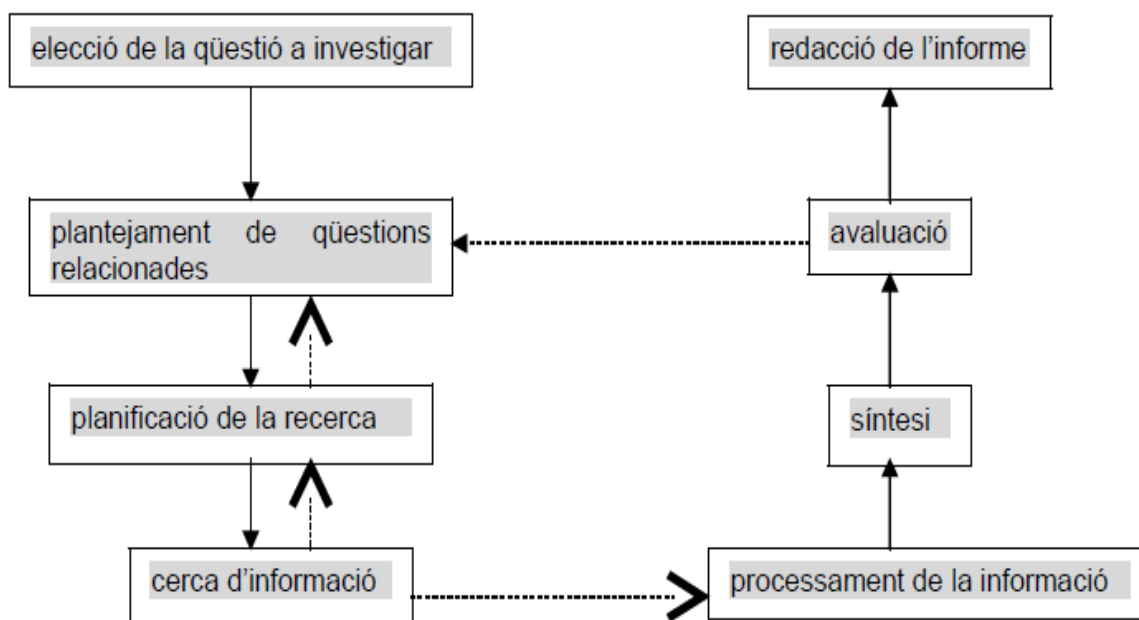 elecció de la qüestió a investigar
redacció de l’informe
plantejament de qüestions
relacionades
avaluació
planificació de la recerca
síntesi
cerca d’informació
processament de la informació